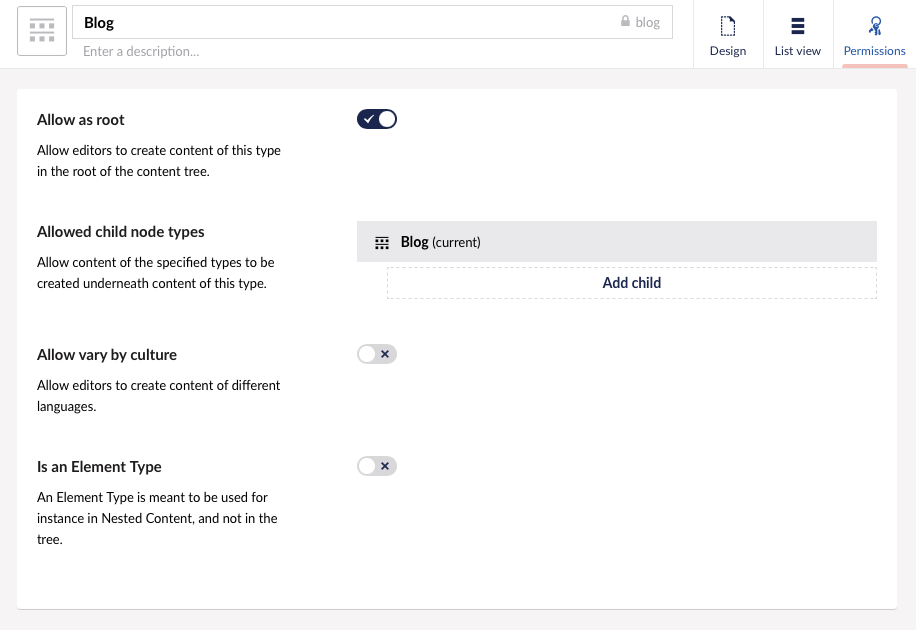 Blog
blog
Enter a description...
Design
List view
Permissions
Allow as root
Allow editors to create content of this type
in the root of the content tree.
Allowed child node types
Allow content of the specified types to be
created underneath content of this type.
Blog (current)
Add child
Allow vary by culture
Allow editors to create content of different
languages.
Is an Element Type
An Element Type is meant to be used for
instance in Nested Content, and not in the
tree.